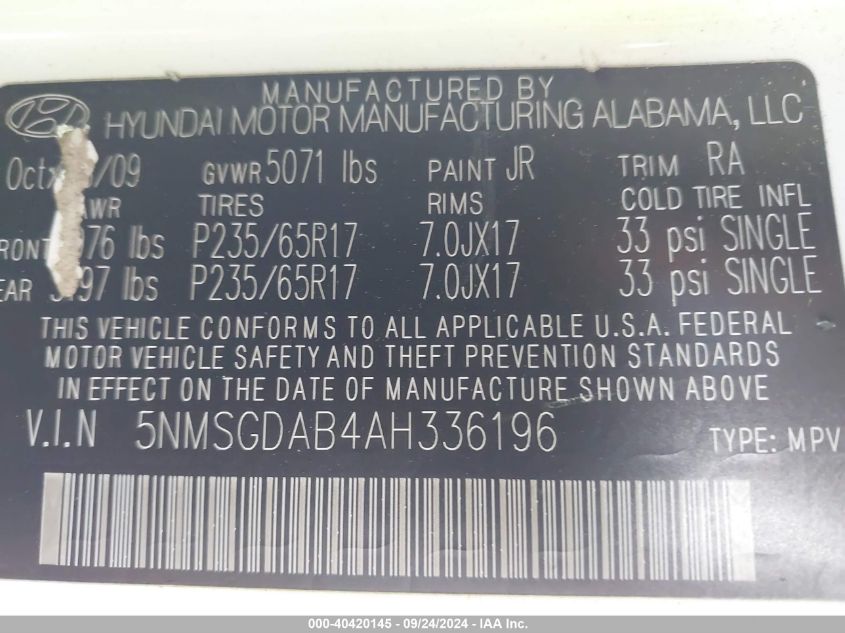 MANUFACTURED BY
HYUNDAI MOTOR MANUFACTURING ALABAMA, LLC
/09 GVWR 5071 lbs PAINT JR TRIM RA
TIRES RIMS COLD TIRE INFL
lbs P235/65R17 7.0JX17 33 psi SINGLE
lbs P235/65R17 7.0JX17 33 psi SINGLE
THIS VEHICLE CONFORMS TO ALL APPLICABLE U.S.A. FEDERAL
MOTOR VEHICLE SAFETY AND THEFT PREVENTION STANDARDS
IN EFFECT ON THE DATE OF MANUFACTURE SHOWN ABOVE
V.I.N 5NMSGDAB4AH336196 TYPE: MPV
000-40420145 - 09/24/2024 - IAAI.COM